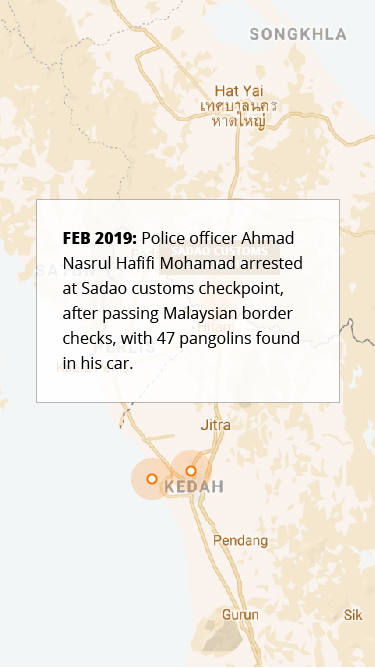 SONGKHLA
Hat Yai
เทศบาลนคร
หาดใหญ่
FEB 2019: Police officer Ahmad
Nasrul Hafifi Mohamad arrested
at Sadao customs checkpoint,
after passing Malaysian border
checks, with 47 pangolins found
in his car.
SADAO CUSTOMS
Jitra
KEDAH
Pendang
Gurun
Sik